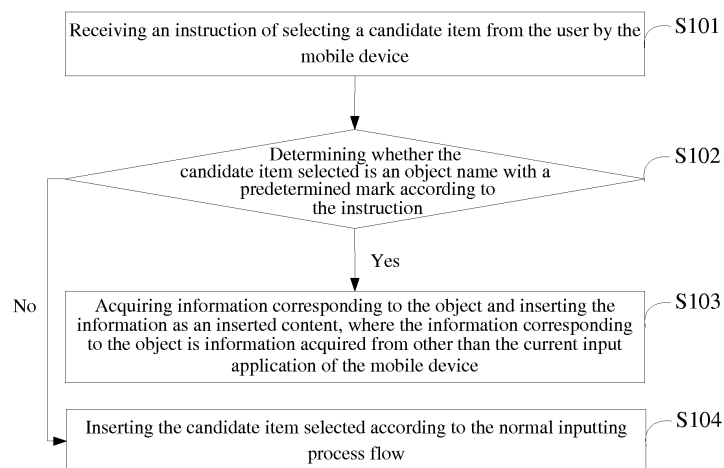 Receiving an instruction of selecting a candidate item from the user by the
mobile device
S101
Determining whether the
candidate item selected is an object name with a
predetermined mark according to
the instruction
S102
Yes
No
Acquiring information corresponding to the object and inserting the
information as an inserted content, where the information corresponding
to the object is information acquired from other than the current input
application of the mobile device
S103
Inserting the candidate item selected according to the normal inputting
process flow
S104